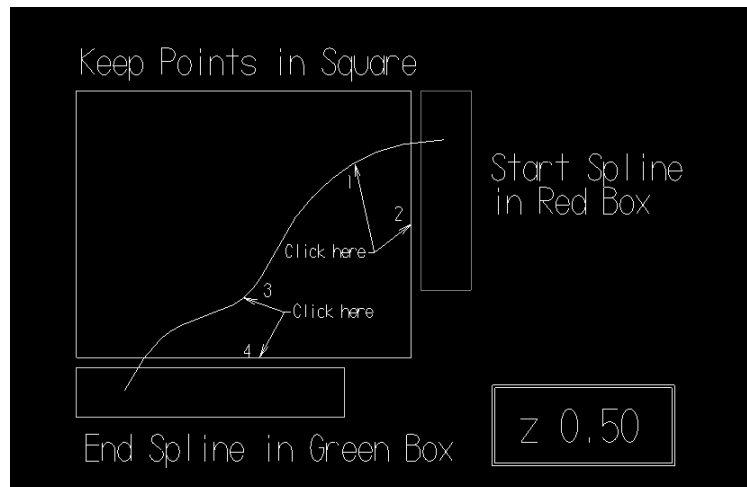 Keep Points in Square
Start Spline
in Red Box
1
2
Click here
3
Click here
4
End Spline in Green Box
z 0.50